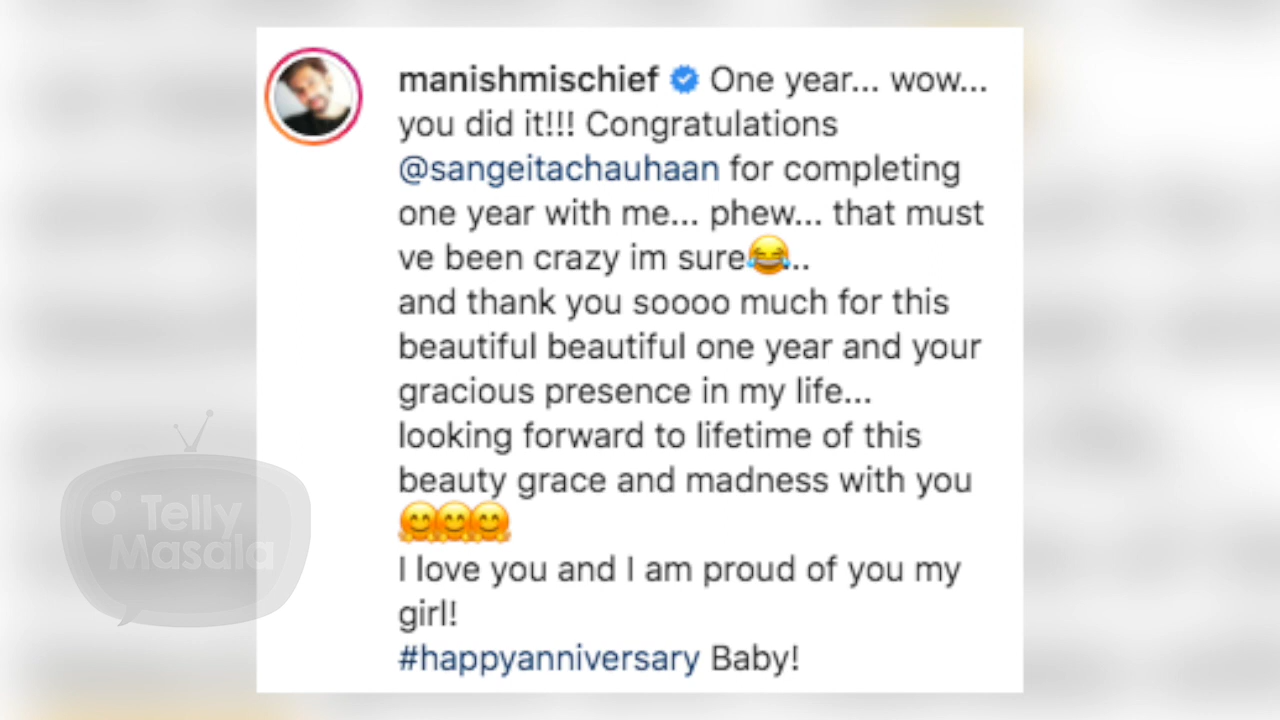 manishmischief One year... wow...
you did it!!! Congratulations
@sangeitachauhaan for completing
one year with me... phew... that must
ve been crazy im sure😂...
and thank you soooo much for this
beautiful beautiful one year and your
gracious presence in my life...
looking forward to lifetime of this
beauty grace and madness with you
🤗🤗🤗
I love you and I am proud of you my
girl!
#happyanniversary Baby!
Telly
Masala